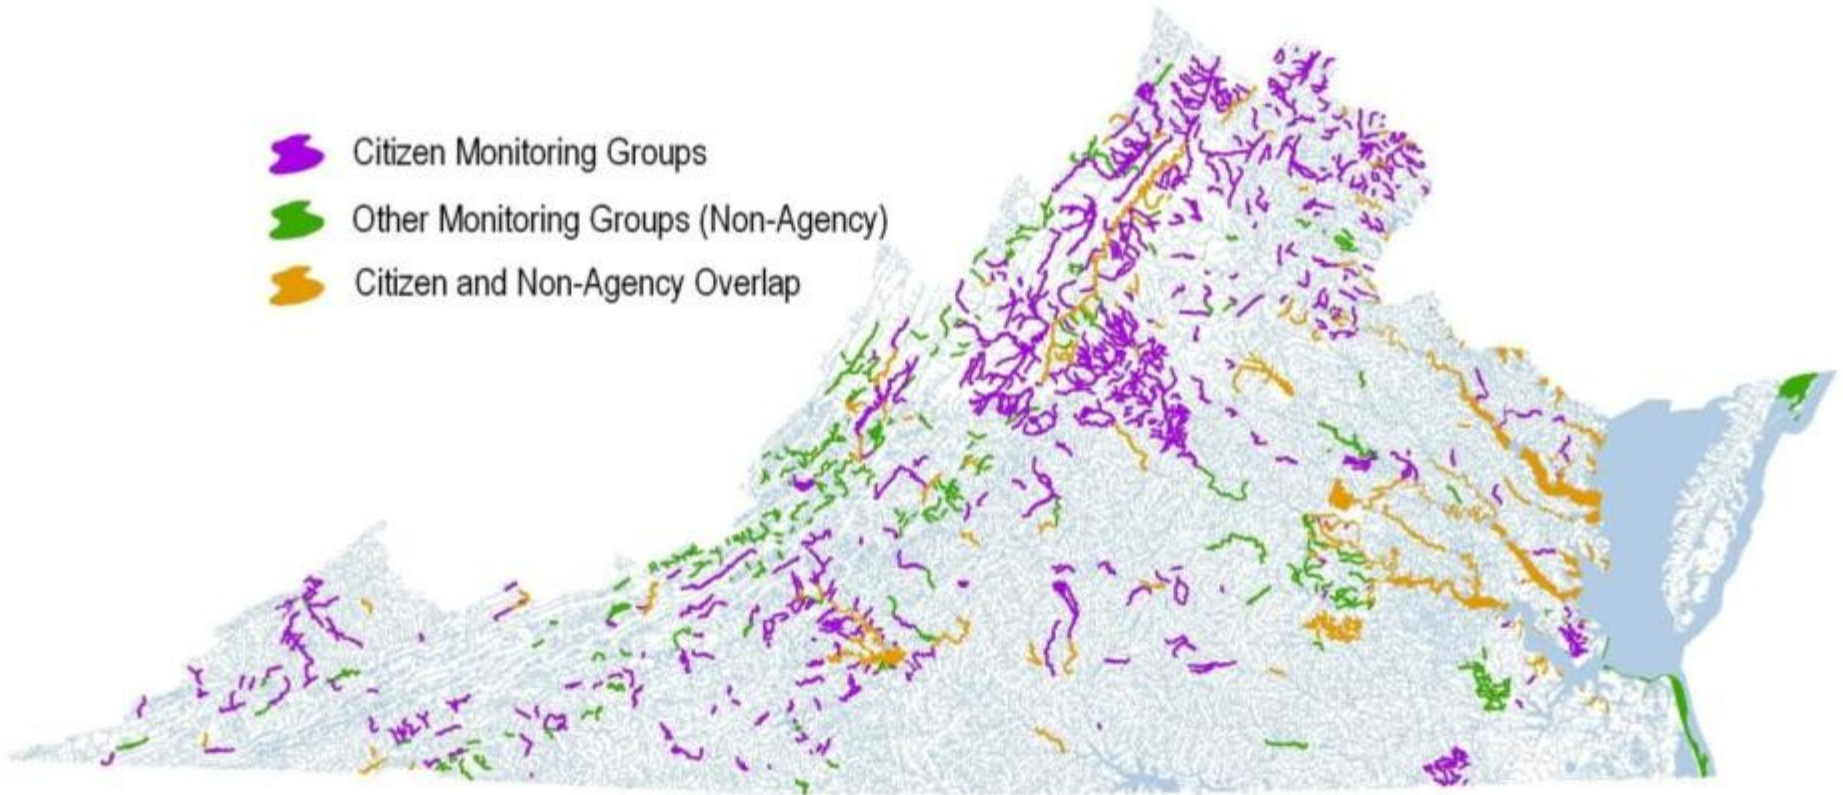 Citizen Monitoring Groups
Other Monitoring Groups (Non-Agency)
Citizen and Non-Agency Overlap